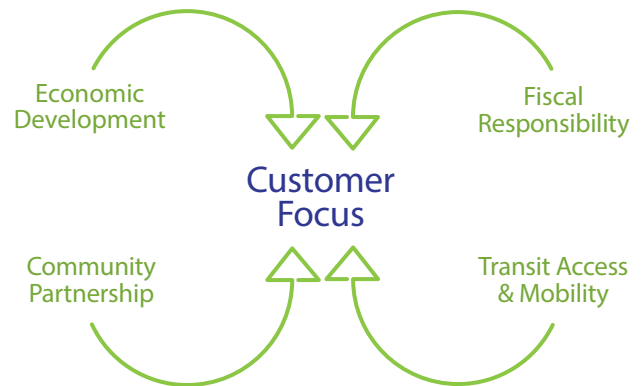 Economic
Development
Fiscal
Responsibility
Customer
Focus
Community
Partnership
Transit Access
& Mobility